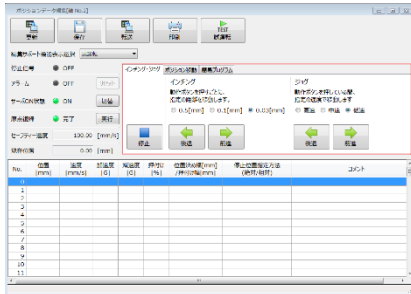 ポジションデータ編集[軸 No.1]
更新 保存 転送 印刷 試運転
TEST
編集サポート機能表示選択
停止信号 OFF
アラーム OFF リセット
サーボON状態 ON 切替
原点復帰 完了 実行
セーフティー速度 100.00 [mm/s]
現在位置 0.00 [mm]
インチング・ジョグ ポジション移動 簡易プログラム
インチング
動作ボタンを押すごとに、
指定の距離を移動します。
0.5[mm] 0.1[mm] 0.03[mm]
ジョグ
動作ボタンを押している間、
指定の速度で移動します。
高速 中速 低速
停止 後退 前進 後退 前進
No. 位置 [mm] 速度 [mm/s] 加速度 [G] 減速度 [G] 押付け [%] 位置決め幅[mm] /押付け幅[mm] 停止位置指定方法 (絶対/相対) コメント
0
1
2
3
4
5
6
7
8
9
10
11